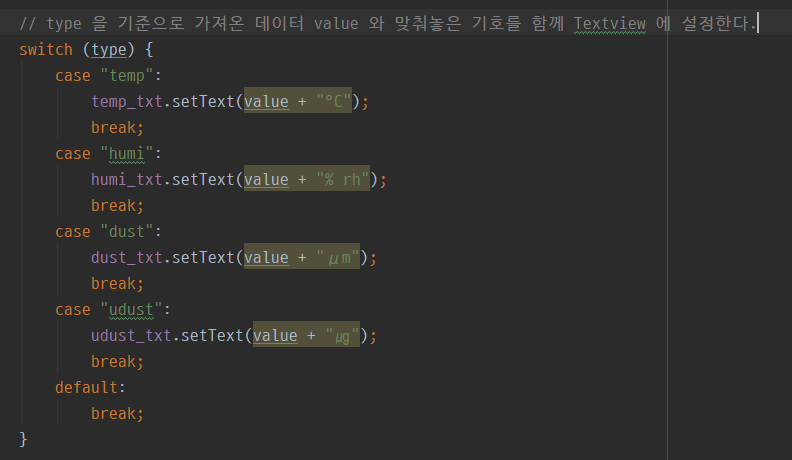 // type 을 기준으로 가져온 데이터 value 와 맞춰놓은 기호를 함께 Textview 에 설정한다.
switch (type) {
case "temp":
temp_txt.setText(value + "°C");
break;
case "humi":
humi_txt.setText(value + "% rh");
break;
case "dust":
dust_txt.setText(value + "μm");
break;
case "udust":
udust_txt.setText(value + "㎍");
break;
default:
break;
}